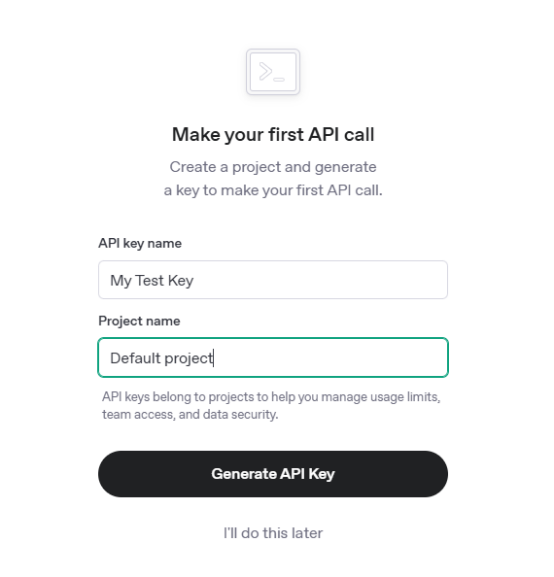 >_
Make your first API call
Create a project and generate
a key to make your first API call.
API key name
My Test Key
Project name
Default project
API keys belong to projects to help you manage usage limits,
team access, and data security.
Generate API Key
I'll do this later